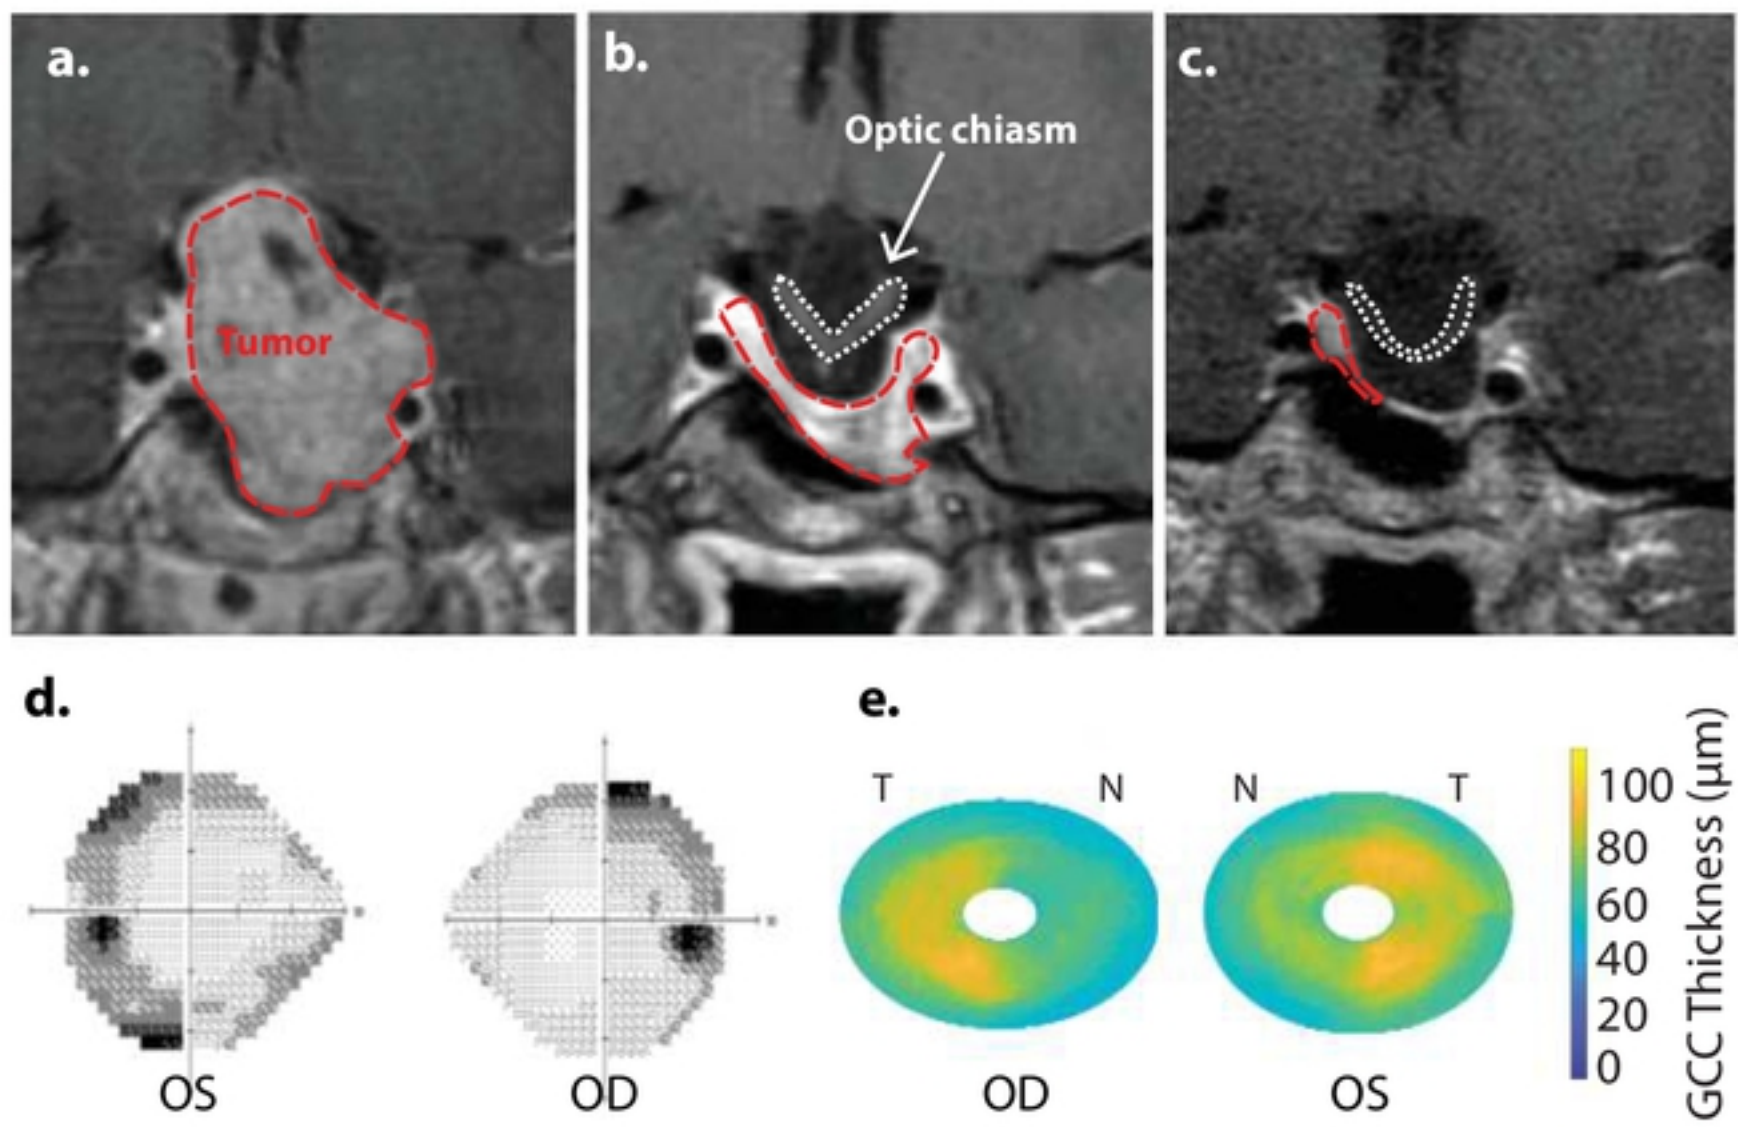 a.
b.
c.
Optic chiasm
Tumor
d.
e.
T
N
N
T
100
80
60
40
20
0
GCC Thickness (μm)
OS
OD
OD
OS